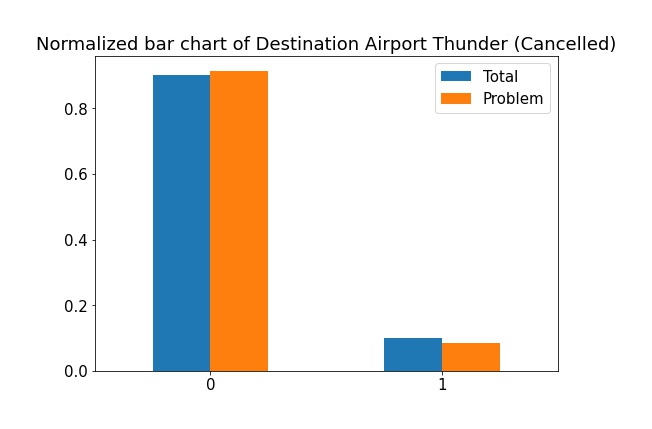 Normalized bar chart of Destination Airport Thunder (Cancelled)
Total
Problem
0.8
0.6
0.4
0.2
0.0
0 1